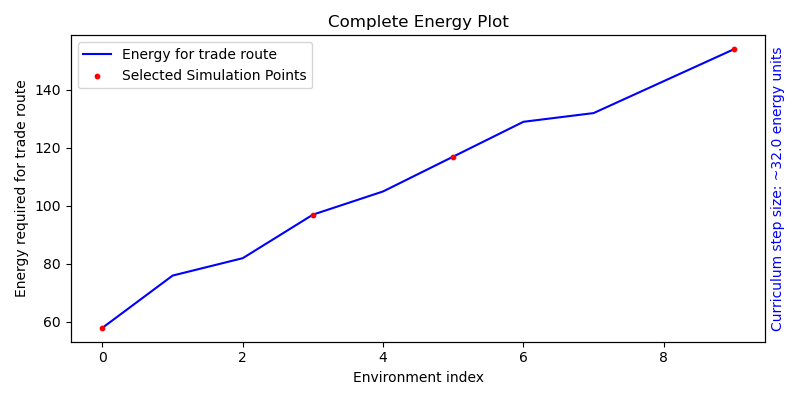 Complete Energy Plot
Energy for trade route
Selected Simulation Points
Energy required for trade route
140
120
100
80
60
0
2
4
6
8
Environment index
Curriculum step size: ~32.0 energy units